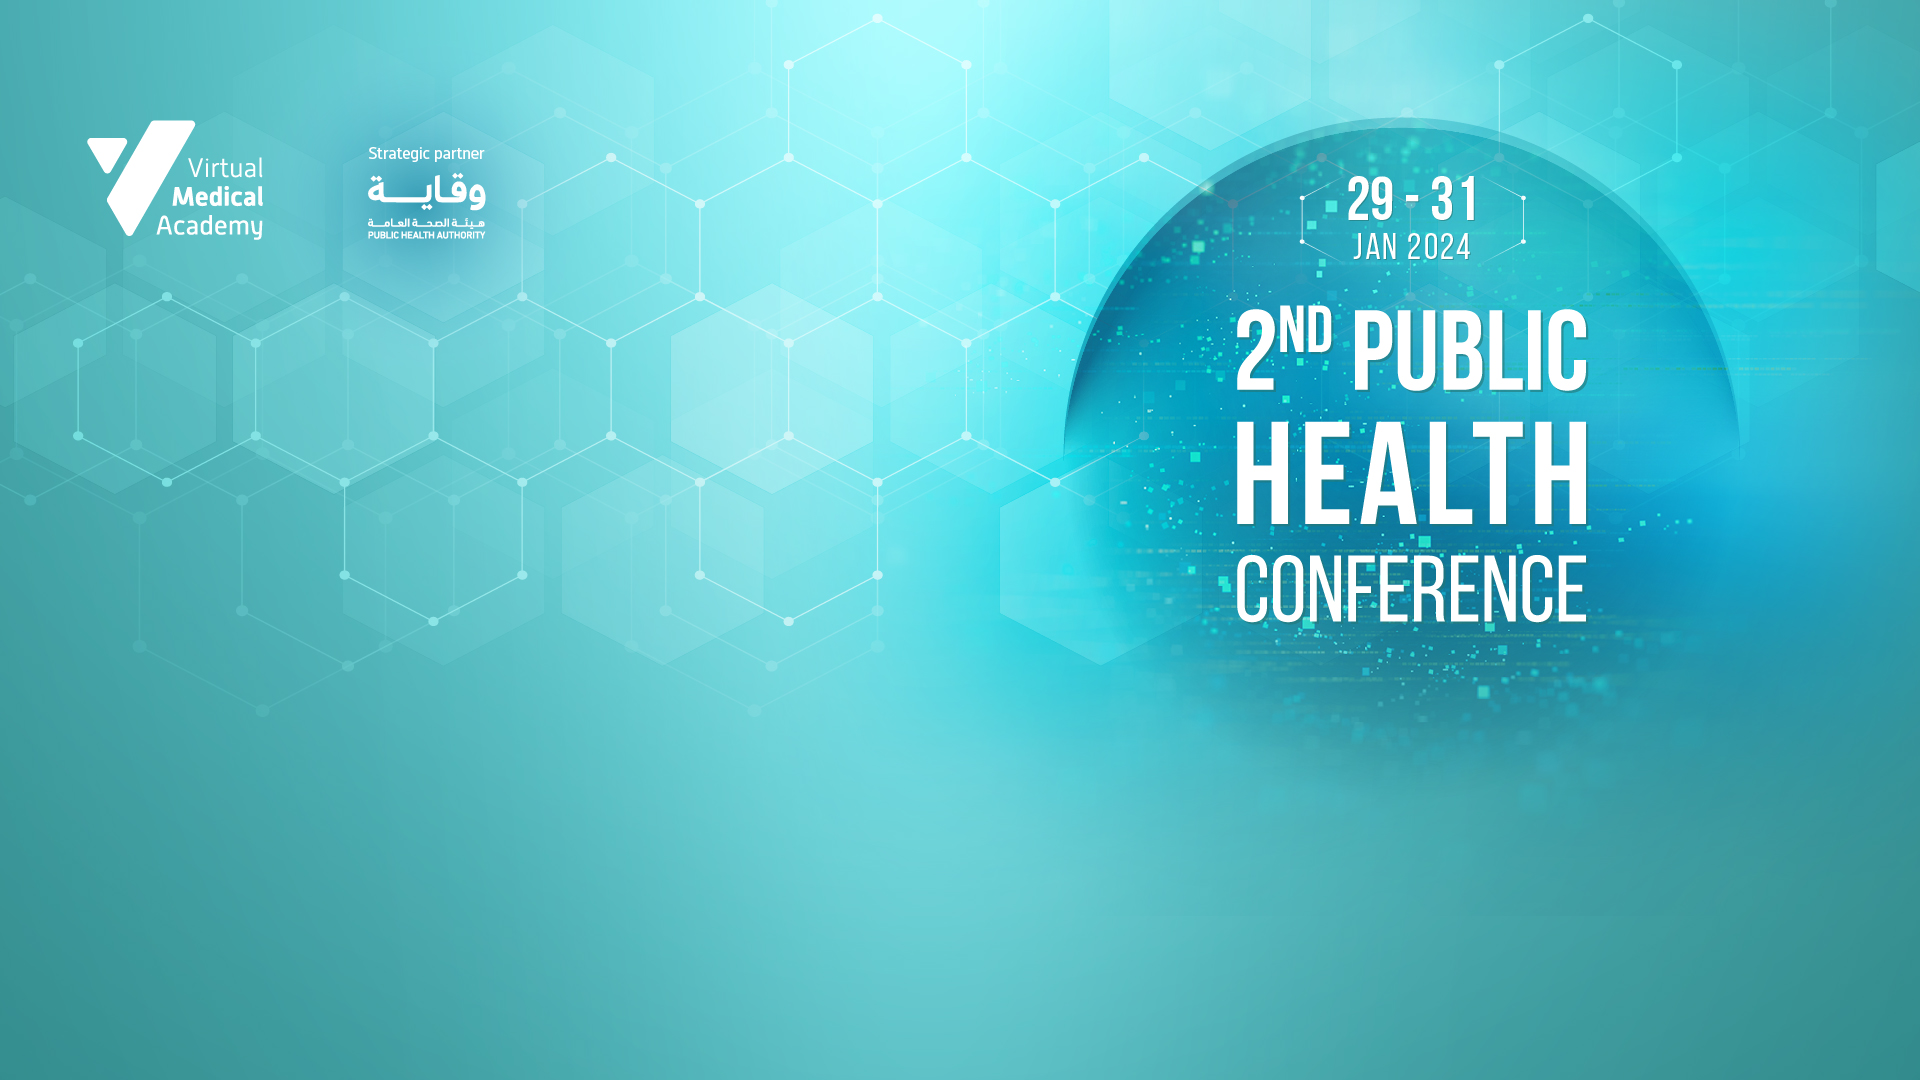 Virtual
Medical
Academy
Strategic partner
وقاية
هيئة الصحة العامة
PUBLIC HEALTH AUTHORITY
29 - 31
JAN 2024
2ND PUBLIC
HEALTH
CONFERENCE